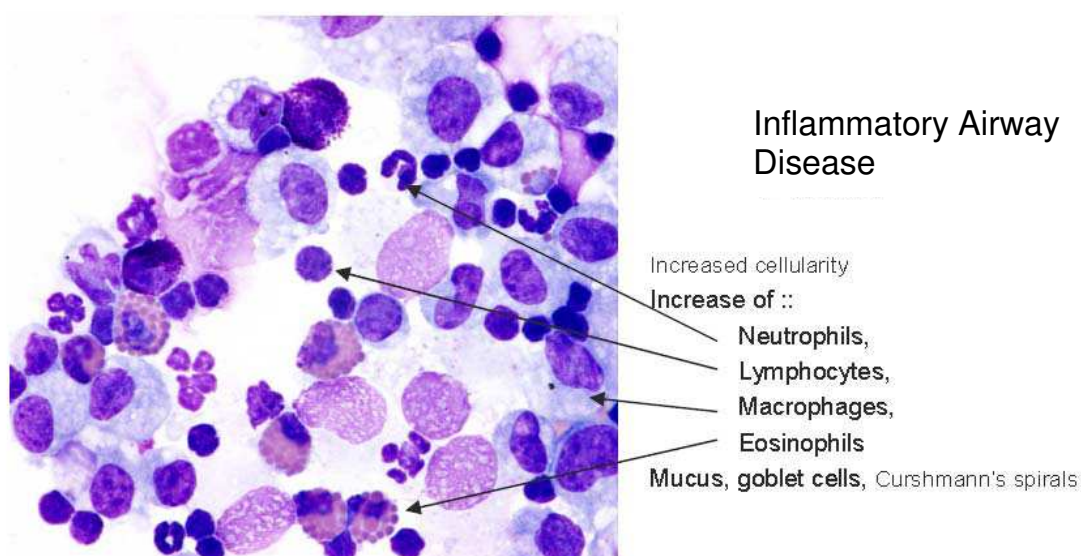 Inflammatory Airway
Disease
Increased cellularity
Increase of ::
Neutrophils,
Lymphocytes,
Macrophages,
Eosinophils
Mucus, goblet cells, Curshmann's spirals